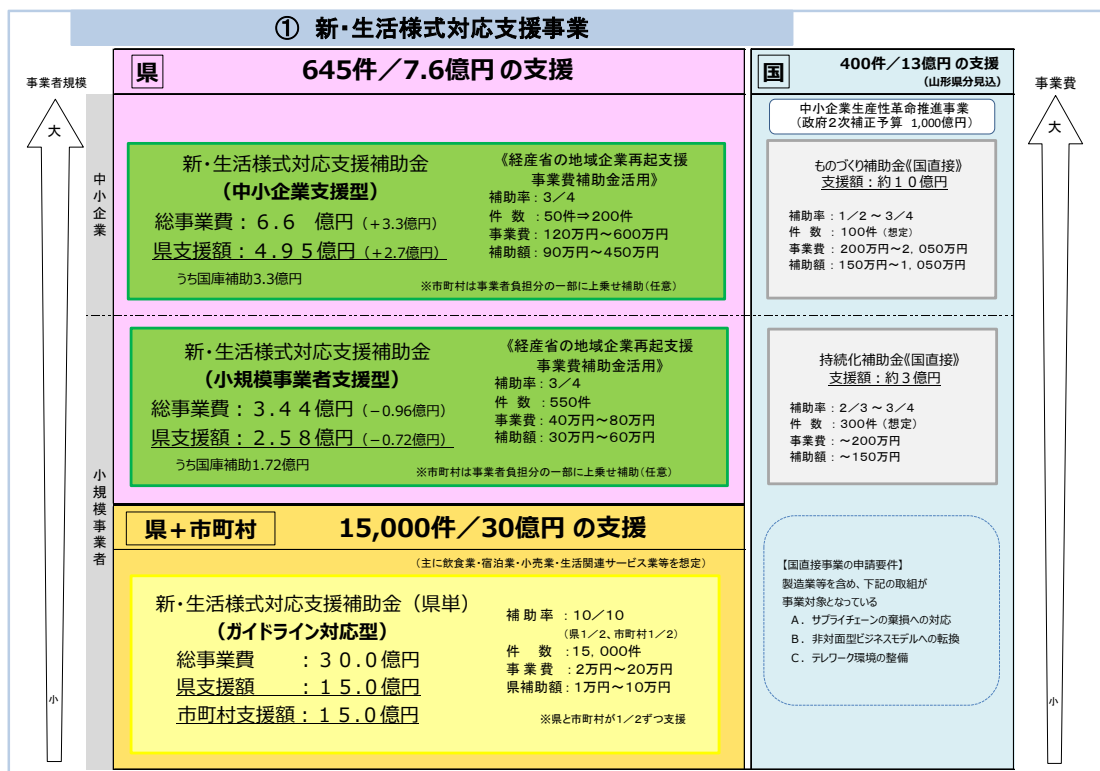 ① 新・生活様式対応支援事業
事業者規模
大
小
中小企業
小規模事業者
県
645件／7.6億円 の支援
新・生活様式対応支援補助金
(中小企業支援型)
総事業費：6.6 億円 (+3.3億円)
県支援額：4.95億円 (+2.7億円)
うち国庫補助3.3億円
《経産省の地域企業再起支援
事業費補助金活用》
補助率：3／4
件 数：50件⇒200件
事業費：120万円～600万円
補助額：90万円～450万円
※市町村は事業者負担分の一部に上乗せ補助(任意)
新・生活様式対応支援補助金
(小規模事業者支援型)
総事業費：3.44億円 (－0.96億円)
県支援額：2.58億円 (－0.72億円)
うち国庫補助1.72億円
《経産省の地域企業再起支援
事業費補助金活用》
補助率：3／4
件 数：550件
事業費：40万円～80万円
補助額：30万円～60万円
※市町村は事業者負担分の一部に上乗せ補助(任意)
県＋市町村
15,000件／30億円 の支援
(主に飲食業・宿泊業・小売業・生活関連サービス業等を想定)
新・生活様式対応支援補助金（県単）
(ガイドライン対応型)
総事業費 ：30.0億円
県支援額 ：15.0億円
市町村支援額：15.0億円
補助率：10／10
(県1／2、市町村1／2)
件 数：15,000件
事業費：2万円～20万円
県補助額：1万円～10万円
※県と市町村が1／2ずつ支援
国
400件／13億円 の支援
(山形県分見込)
中小企業生産性革命推進事業
(政府2次補正予算 1,000億円)
ものづくり補助金《国直接》
支援額：約10億円
補助率：1／2～3／4
件 数：100件 (想定)
事業費：200万円～2,050万円
補助額：150万円～1,050万円
持続化補助金《国直接》
支援額：約3億円
補助率：2／3～3／4
件 数：300件 (想定)
事業費：～200万円
補助額：～150万円
【国直接事業の申請要件】
製造業等を含め、下記の取組が
事業対象となっている
A．サプライチェーンの棄損への対応
B．非対面型ビジネスモデルへの転換
C．テレワーク環境の整備
事業費
大
小